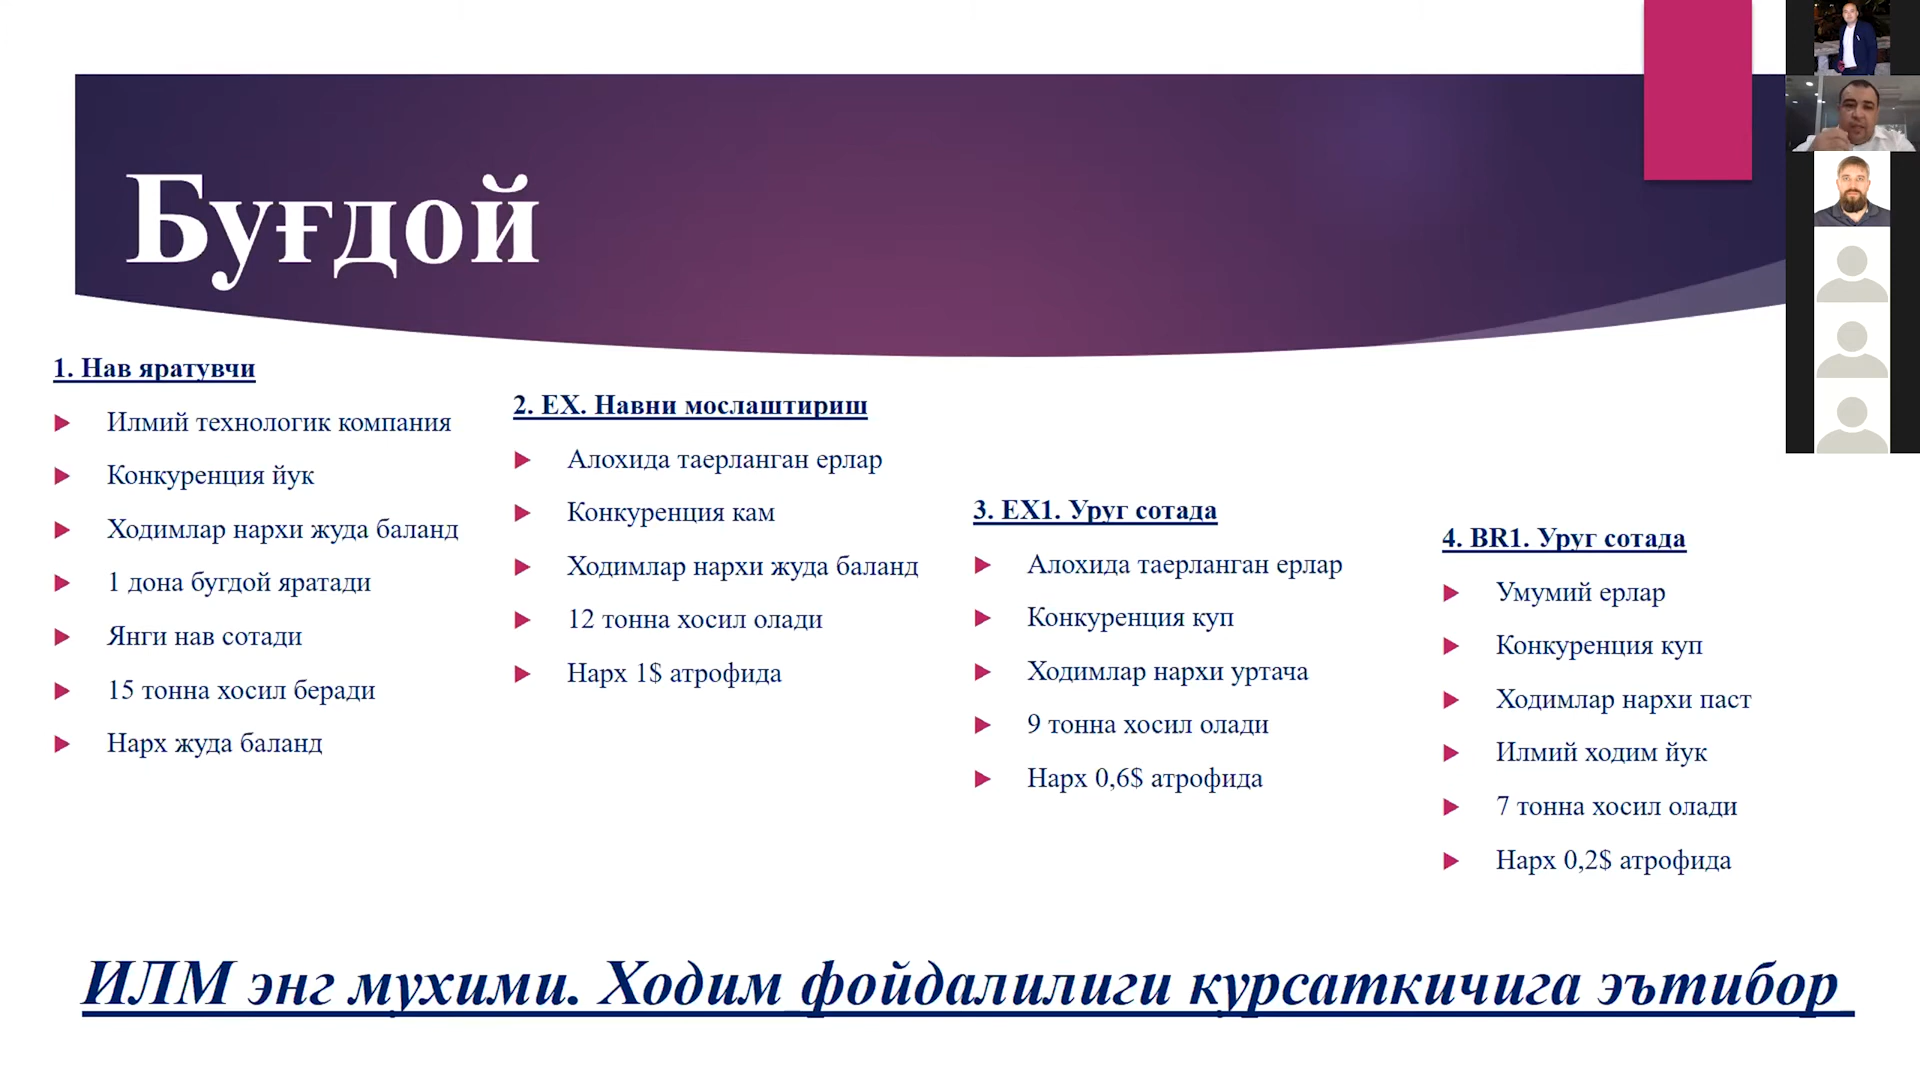 Буғдой
1. Нав яратувчи
Илмий технологик компания
Конкуренция йук
Ходимлар нархи жуда баланд
1 дона бугдой яратади
Янги нав сотади
15 тонна хосил беради
Нарх жуда баланд
2. EX. Навни мослаштириш
Алохида таерланган ерлар
Конкуренция кам
Ходимлар нархи жуда баланд
12 тонна хосил олади
Нарх 1$ атрофида
3. EX1. Уруг сотада
Алохида таерланган ерлар
Конкуренция куп
Ходимлар нархи уртача
9 тонна хосил олади
Нарх 0,6$ атрофида
4. BR1. Уруг сотада
Умумий ерлар
Конкуренция куп
Ходимлар нархи паст
Илмий ходим йук
7 тонна хосил олади
Нарх 0,2$ атрофида
ИЛМ энг мухими. Ходим фойдалилиги курсаткичига эътибор